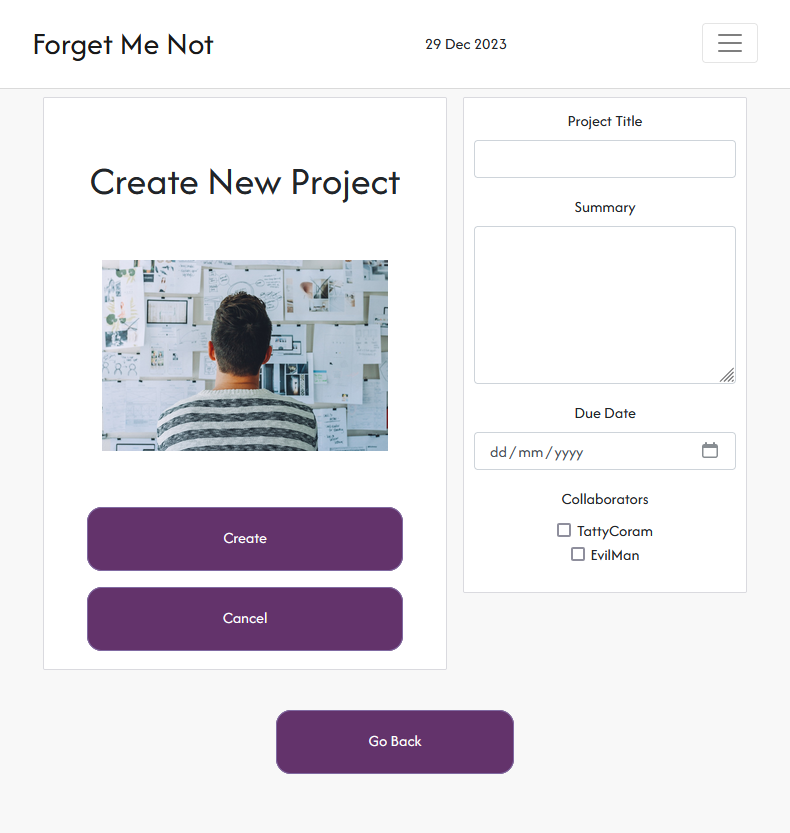 Forget Me Not
29 Dec 2023
Create New Project
Create
Cancel
Project Title
Summary
Due Date
dd/mm/yyyy
Collaborators
TattyCoram
EvilMan
Go Back